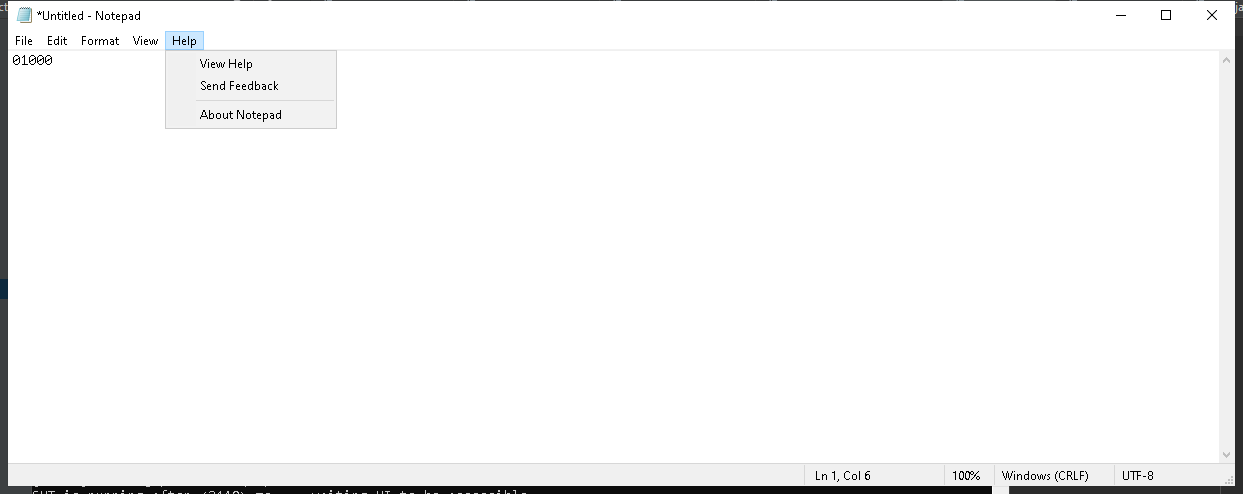 *Untitled - Notepad
File Edit Format View Help
01000
View Help
Send Feedback
About Notepad
Ln 1, Col 6 100% Windows (CRLF) UTF-8